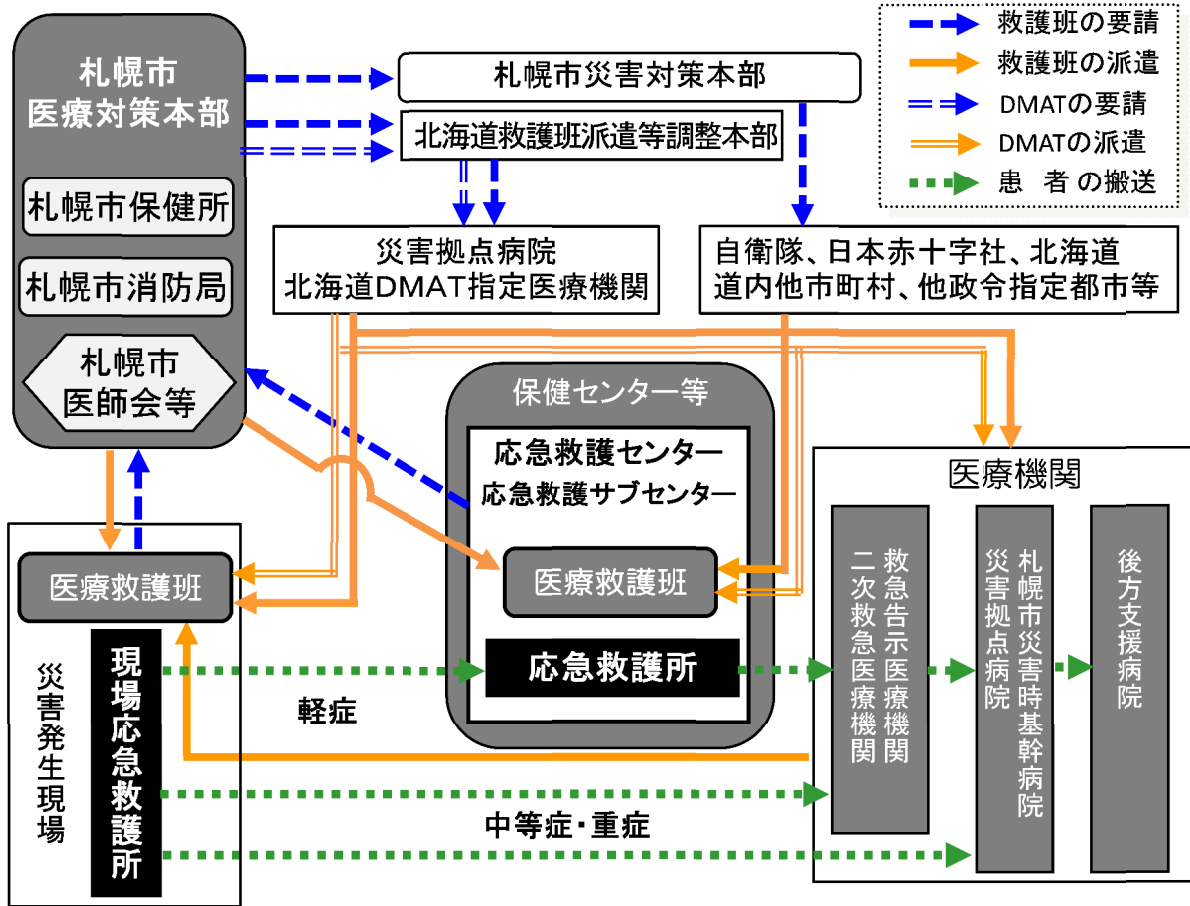 札幌市
医療対策本部
札幌市保健所
札幌市消防局
札幌市
医師会等
札幌市災害対策本部
北海道救護班派遣等調整本部
救護班の要請
救護班の派遣
DMATの要請
DMATの派遣
患 者 の搬送
災害拠点病院
北海道DMAT指定医療機関
自衛隊、日本赤十字社、北海道
道内他市町村、他政令指定都市等
保健センター等
応急救護センター
応急救護サブセンター
医療救護班
応急救護所
医療救護班
災害発生現場
現場応急救護所
軽症
中等症・重症
医療機関
救急告示医療機関
二次救急医療機関
札幌市災害時基幹病院
災害拠点病院
後方支援病院